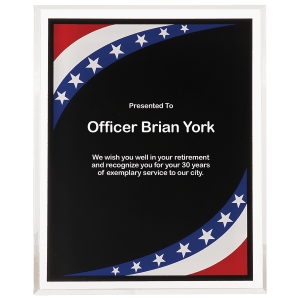 Presented To
Officer Brian York
We wish you well in your retirement
and recognize you for your 30 years
of exemplary service to our city.